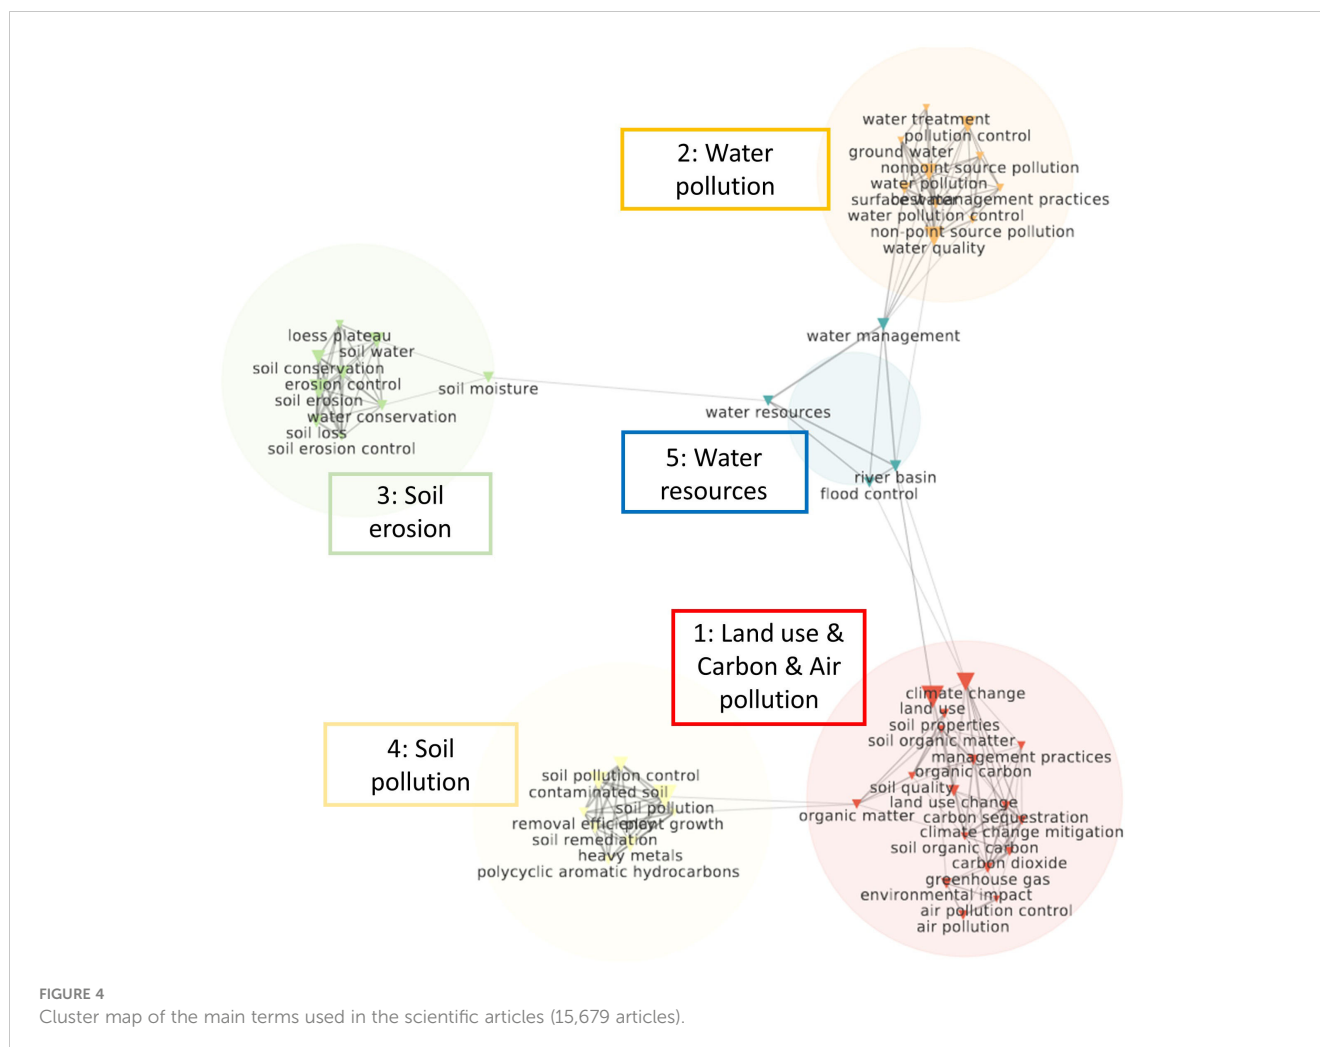 water treatment
pollution control
ground water
nonpoint source pollution
water pollution
surface water
best management practices
water pollution control
non-point source pollution
water quality
2: Water
pollution
water management
loess plateau
soil water
soil conservation
erosion control
soil erosion
water conservation
soil loss
soil erosion control
soil moisture
water resources
3: Soil
erosion
5: Water
resources
river basin
flood control
1: Land use &
Carbon & Air
pollution
climate change
land use
soil properties
soil organic matter
management practices
organic carbon
soil quality
land use change
organic matter
carbon sequestration
climate change mitigation
soil organic carbon
carbon dioxide
greenhouse gas
environmental impact
air pollution control
air pollution
4: Soil
pollution
soil pollution control
contaminated soil
soil pollution
removal efficiency
plant growth
soil remediation
heavy metals
polycyclic aromatic hydrocarbons
FIGURE 4
Cluster map of the main terms used in the scientific articles (15,679 articles).